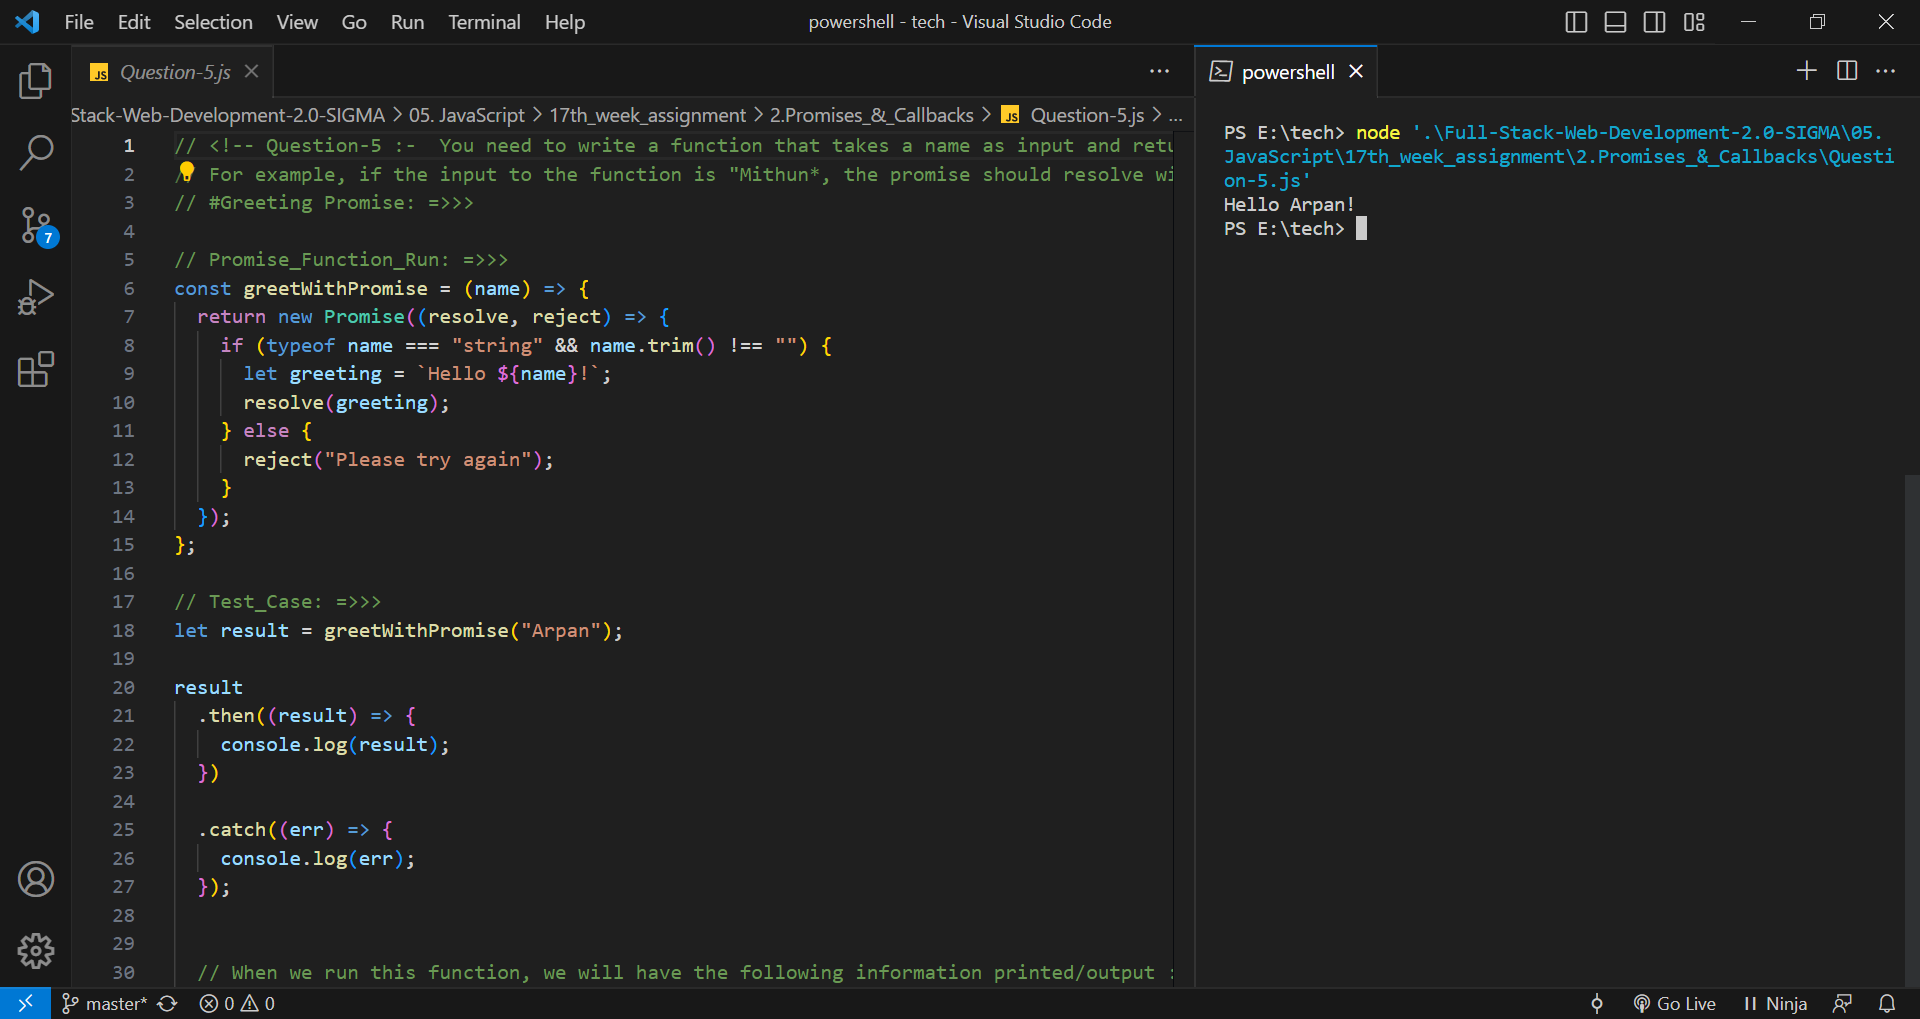 File Edit Selection View Go Run Terminal Help powershell - tech - Visual Studio Code
JS Question-5.js
Stack-Web-Development-2.0-SIGMA > 05. JavaScript > 17th_week_assignment > 2.Promises_&_Callbacks > JS Question-5.js > ...
1 // <!-- Question-5 :-  You need to write a function that takes a name as input and retu
2 // For example, if the input to the function is "Mithun*, the promise should resolve wi
3 // #Greeting Promise: =>>>
4
5 // Promise_Function_Run: =>>>
6 const greetWithPromise = (name) => {
7   return new Promise((resolve, reject) => {
8     if (typeof name === "string" && name.trim() !== "") {
9       let greeting = `Hello ${name}!`;
10       resolve(greeting);
11     } else {
12       reject("Please try again");
13     }
14   });
15 };
16
17 // Test_Case: =>>>
18 let result = greetWithPromise("Arpan");
19
20 result
21   .then((result) => {
22     console.log(result);
23   })
24
25   .catch((err) => {
26     console.log(err);
27   });
28
29
30   // When we run this function, we will have the following information printed/output :
powershell
PS E:\tech> node '.\Full-Stack-Web-Development-2.0-SIGMA\05.
JavaScript\17th_week_assignment\2.Promises_&_Callbacks\Questi
on-5.js'
Hello Arpan!
PS E:\tech>
7
master* 0 0 Go Live Ninja